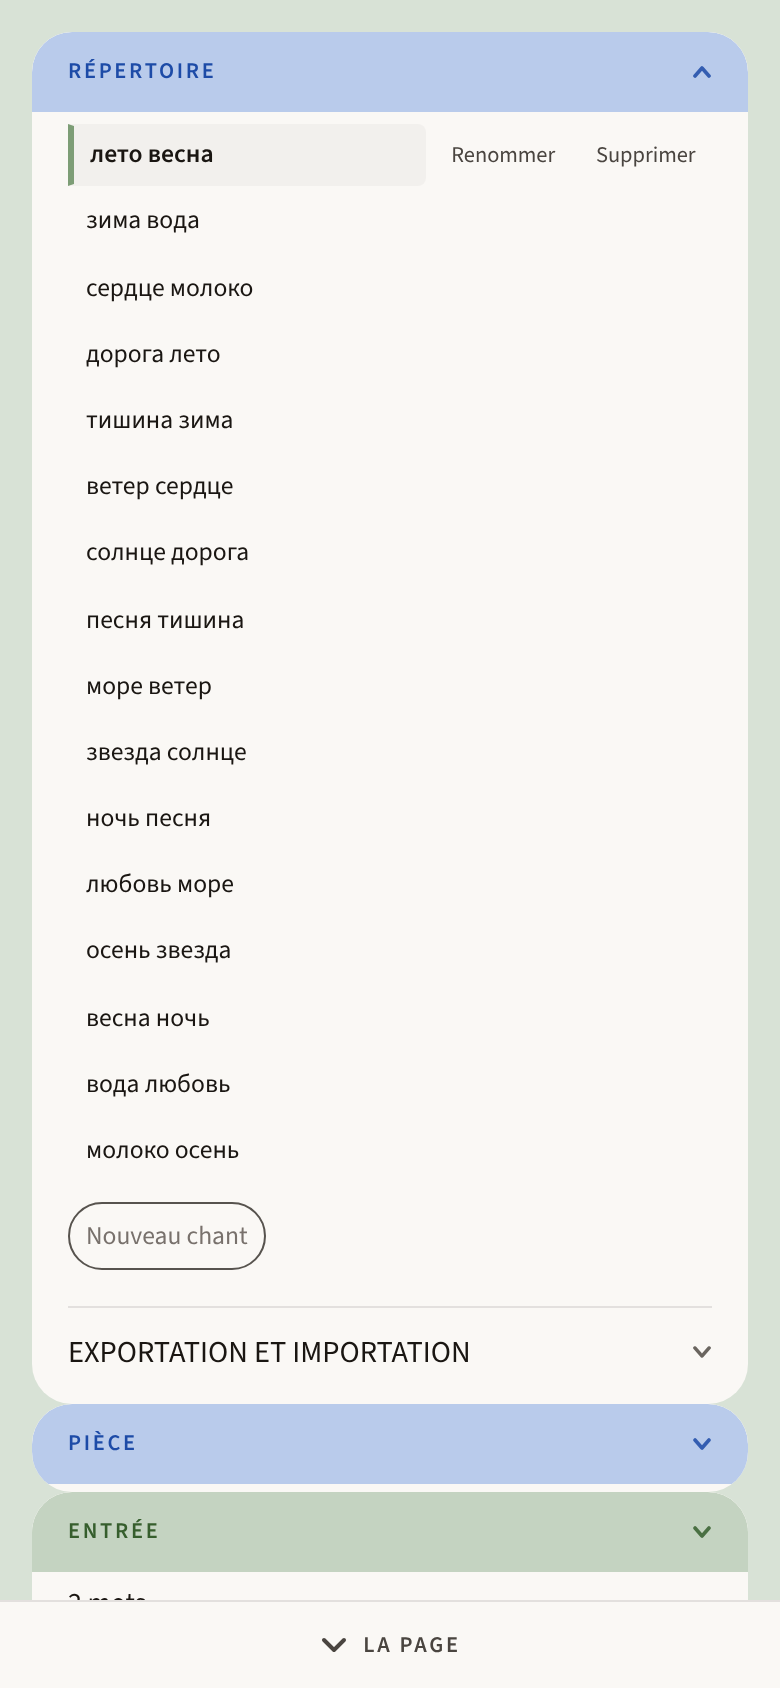 RÉPERTOIRE
лето весна Renommer Supprimer
зима вода
сердце молоко
дорога лето
тишина зима
ветер сердце
солнце дорога
песня тишина
море ветер
звезда солнце
ночь песня
любовь море
осень звезда
весна ночь
вода любовь
молоко осень
Nouveau chant
EXPORTATION ET IMPORTATION
PIÈCE
ENTRÉE
LA PAGE